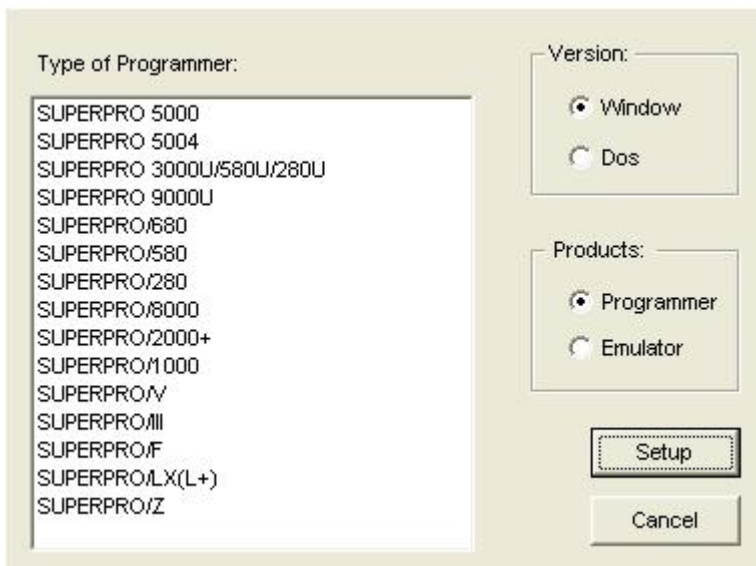 Type of Programmer:
SUPERPRO 5000
SUPERPRO 5004
SUPERPRO 3000U/580U/280U
SUPERPRO 9000U
SUPERPRO/680
SUPERPRO/580
SUPERPRO/280
SUPERPRO/8000
SUPERPRO/2000+
SUPERPRO/1000
SUPERPRO/V
SUPERPRO/III
SUPERPRO/F
SUPERPRO/LX(L+)
SUPERPRO/Z
Version:
Window
Dos
Products:
Programmer
Emulator
Setup
Cancel